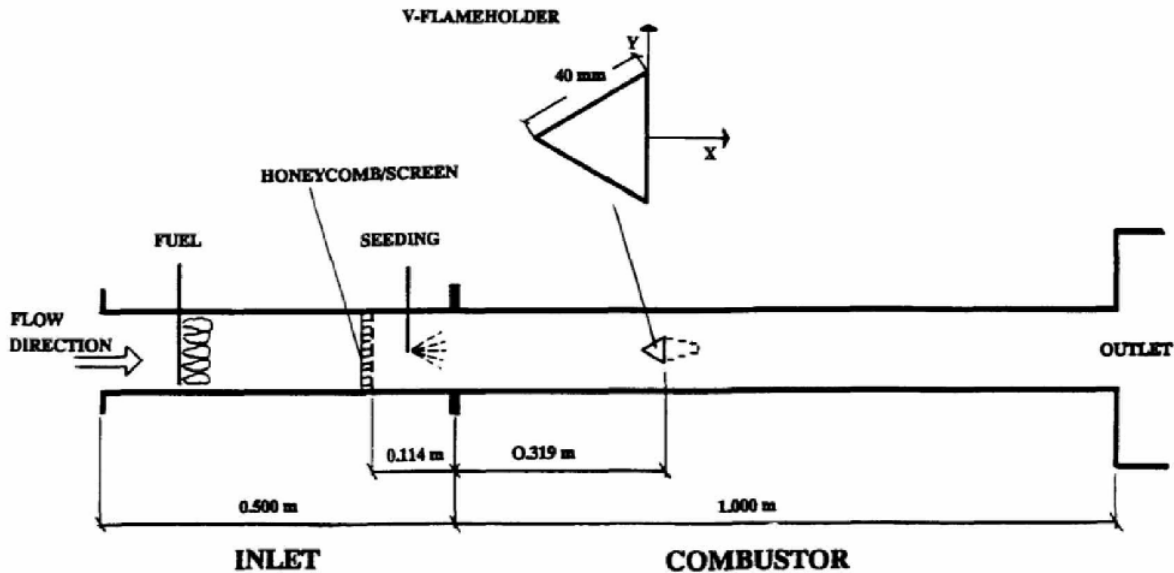 V-FLAMEHOLDER
Y
40 mm
X
HONEYCOMB/SCREEN
FUEL
SEEDING
FLOW
DIRECTION
OUTLET
0.114 m
O.319 m
0.500 m
1.000 m
INLET
COMBUSTOR